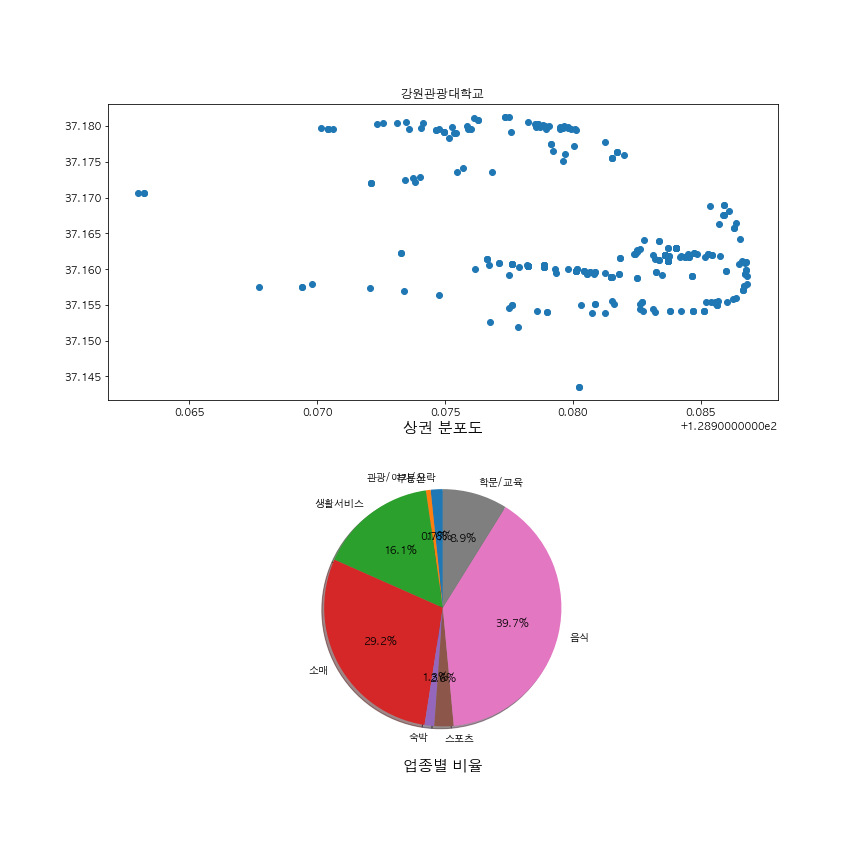 강원관광대학교
37.180
37.175
37.170
37.165
37.160
37.155
37.150
37.145
0.065 0.070 0.075 0.080 0.085
+1.2890000000e2
상권 분포도
학문/교육
생활서비스
16.1%
8.9%
39.7%
음식
29.2%
소매
숙박
스포츠
업종별 비율